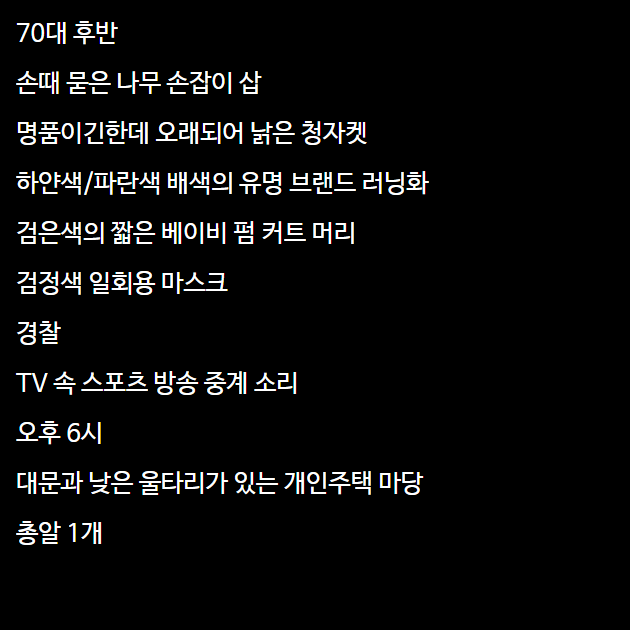 70대 후반
손때 묻은 나무 손잡이 삽
명품이긴한데 오래되어 낡은 청자켓
하얀색/파란색 배색의 유명 브랜드 러닝화
검은색의 짧은 베이비 펌 커트 머리
검정색 일회용 마스크
경찰
TV 속 스포츠 방송 중계 소리
오후 6시
대문과 낮은 울타리가 있는 개인주택 마당
총알 1개